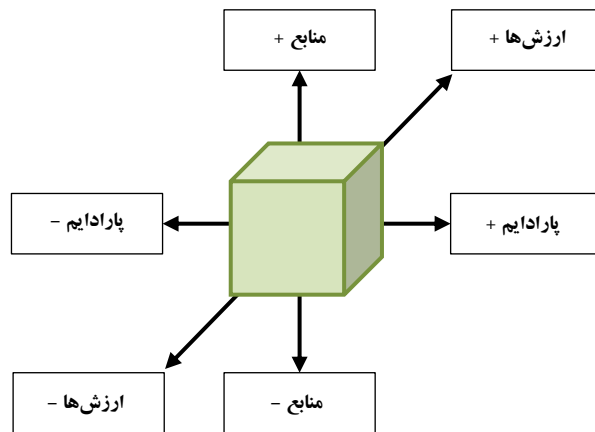 منابع +
ارزش‌ها +
پارادایم −
پارادایم +
ارزش‌ها −
منابع −